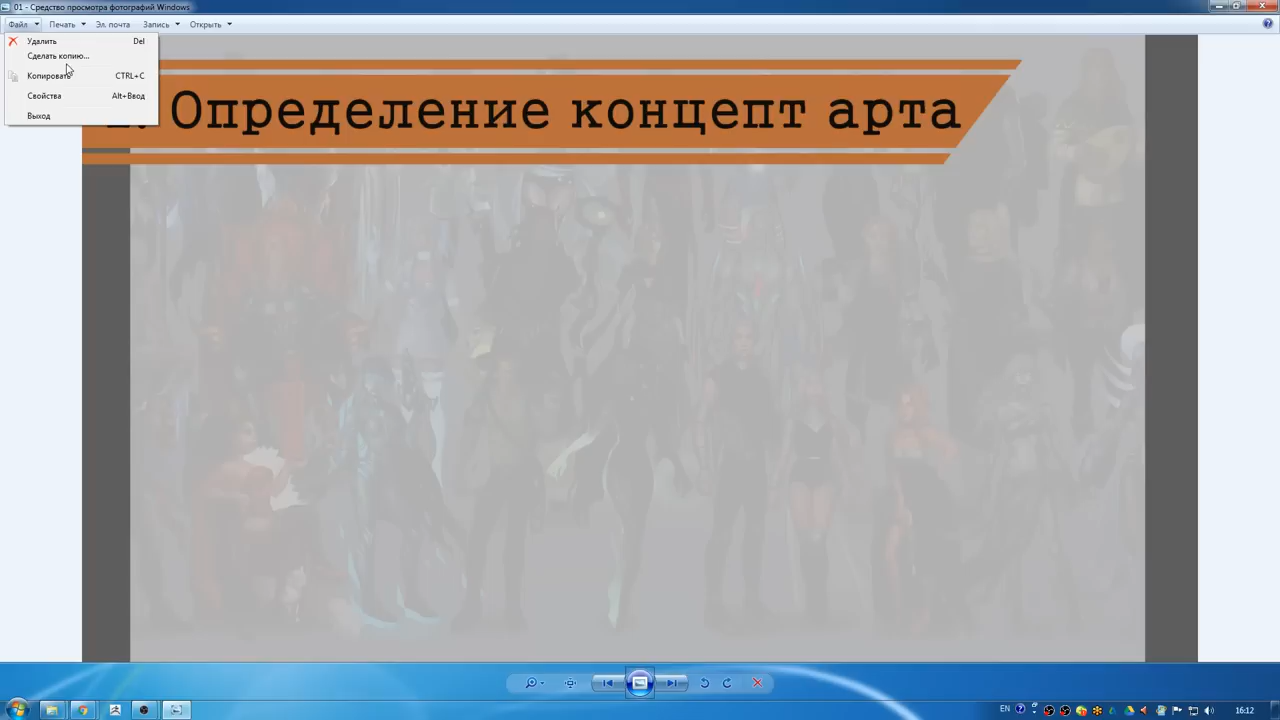 01 - Средство просмотра фотографий Windows
Файл Печать Эл. почта Запись Открыть
Удалить Del
Сделать копию...
Копировать CTRL+C
Свойства Alt+Ввод
Выход
Определение концепт арта
EN
16:12